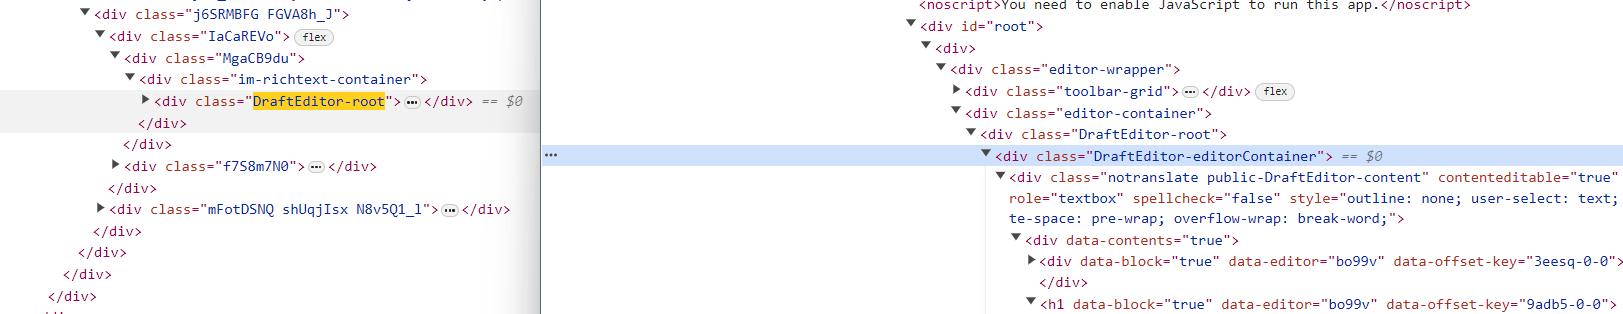 <div class="j6SRMBFG FGVA8h_J">
<div class="IaCaREVo"> flex
<div class="MgaCB9du">
<div class="im-richtext-container">
<div class="DraftEditor-root"> ••• </div> == $0
</div>
</div>
<div class="f7S8m7N0"> ••• </div>
</div>
<div class="mFotDSNQ shUqjIsx N8v5Q1_l"> ••• </div>
</div>
</div>
</div>
</div>
<noscript>You need to enable JavaScript to run this app.</noscript>
<div id="root">
<div>
<div class="editor-wrapper">
<div class="toolbar-grid"> ••• </div> flex
<div class="editor-container">
<div class="DraftEditor-root">
••• <div class="DraftEditor-editorContainer"> == $0
<div class="notranslate public-DraftEditor-content" contenteditable="true"
role="textbox" spellcheck="false" style="outline: none; user-select: text;
te-space: pre-wrap; overflow-wrap: break-word;">
<div data-contents="true">
<div data-block="true" data-editor="bo99v" data-offset-key="3eesq-0-0">
</div>
<h1 data-block="true" data-editor="bo99v" data-offset-key="9adb5-0-0">